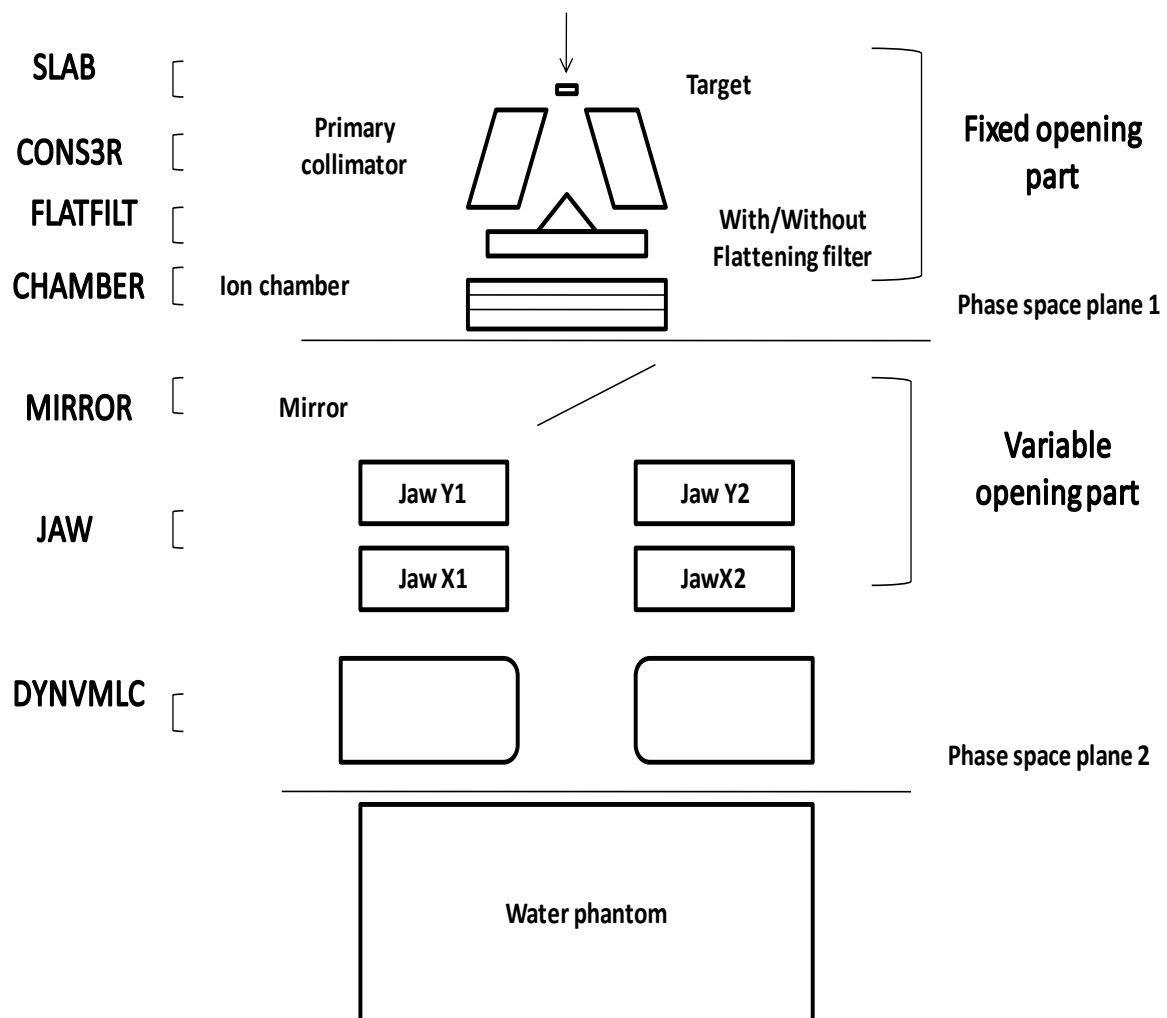 SLAB
Target
CONS3R
Primary
collimator
Fixed opening
part
FLATFILT
With/Without
Flattening filter
CHAMBER
Ion chamber
Phase space plane 1
MIRROR
Mirror
Variable
opening part
Jaw Y1
Jaw Y2
JAW
Jaw X1
JawX2
DYNVMLC
Phase space plane 2
Water phantom